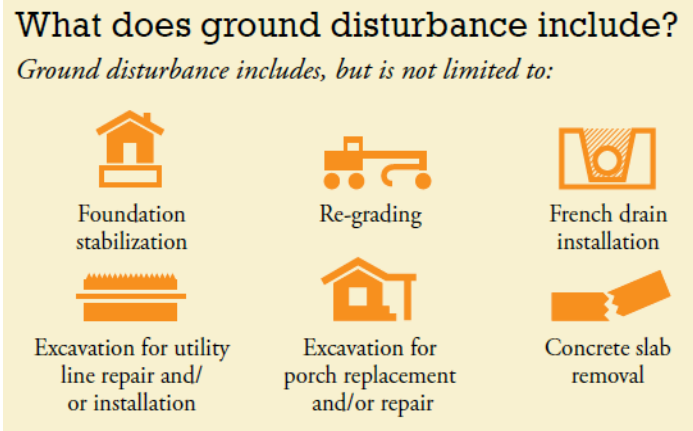 What does ground disturbance include?
Ground disturbance includes, but is not limited to:
Foundation
stabilization
Re-grading
French drain
installation
Excavation for utility
line repair and/
or installation
Excavation for
porch replacement
and/or repair
Concrete slab
removal